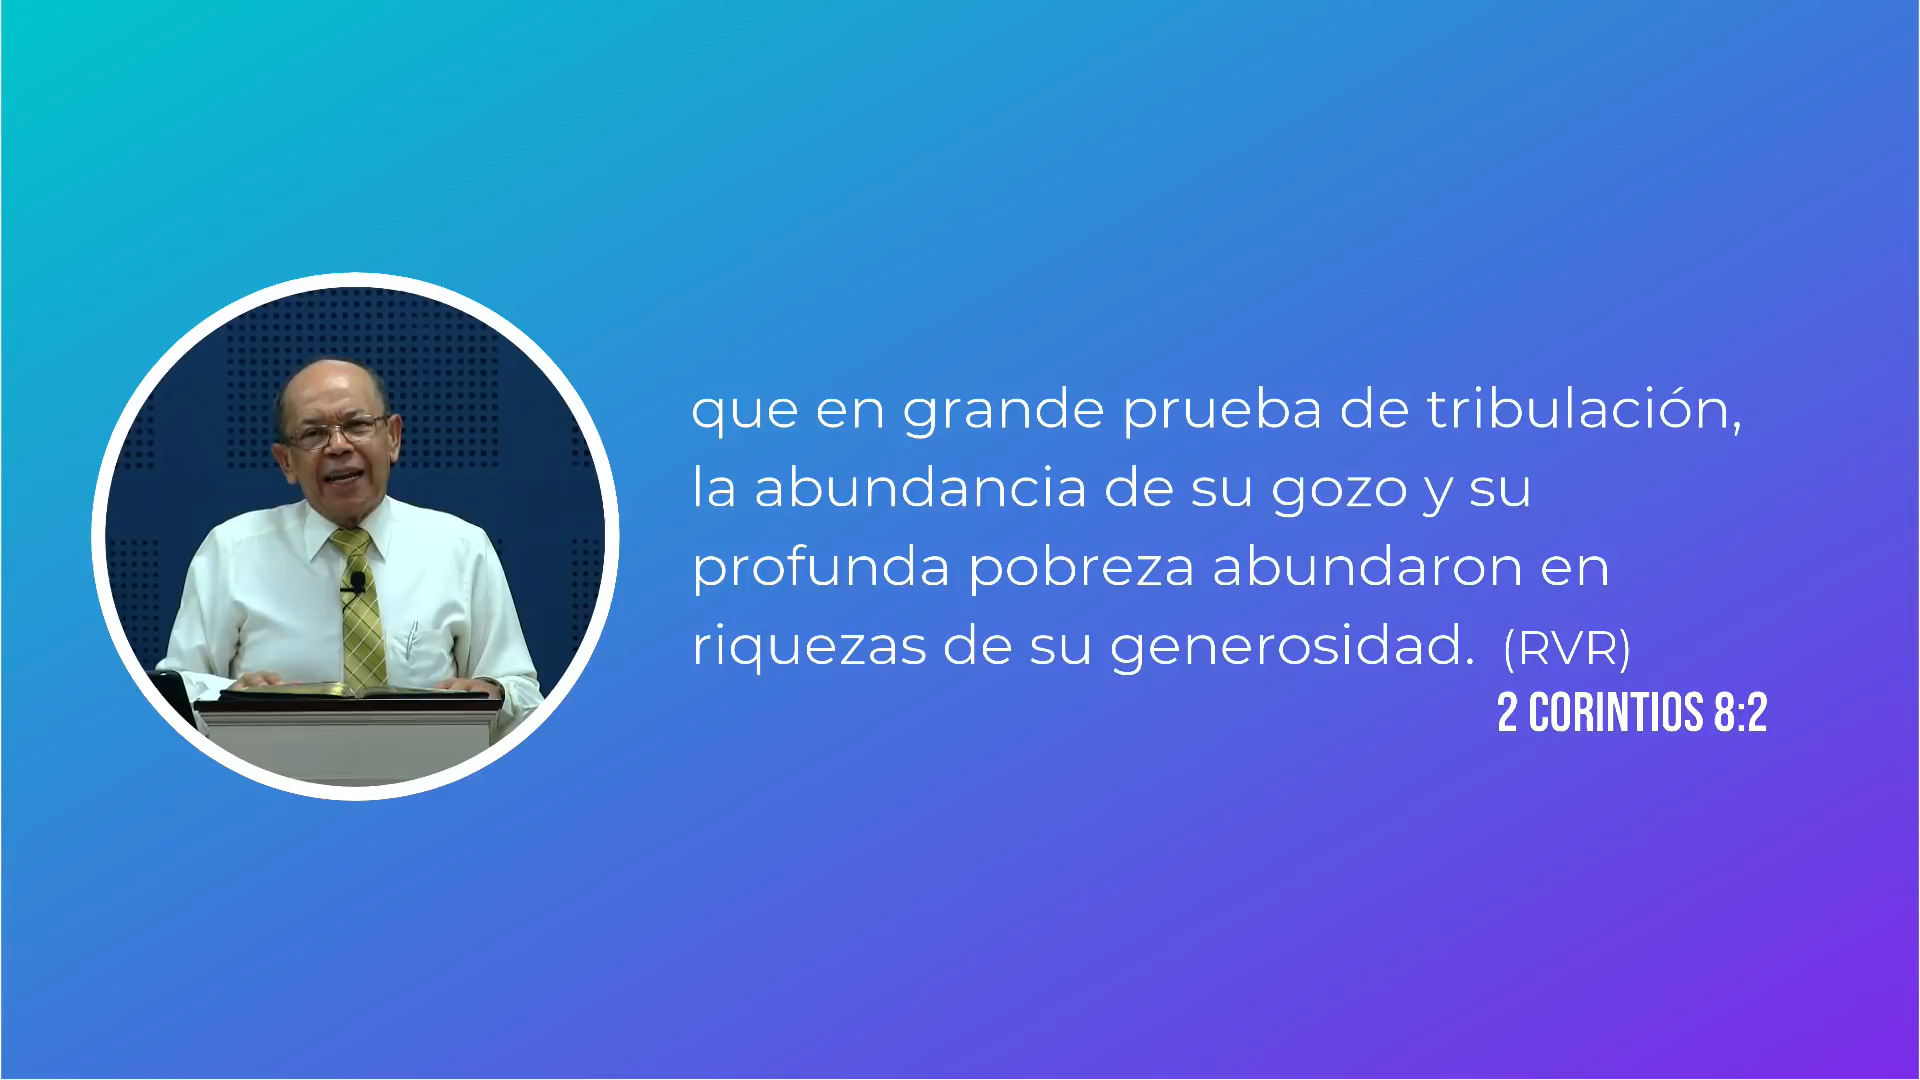 que en grande prueba de tribulación,
la abundancia de su gozo y su
profunda pobreza abundaron en
riquezas de su generosidad. (RVR)
2 CORINTIOS 8:2